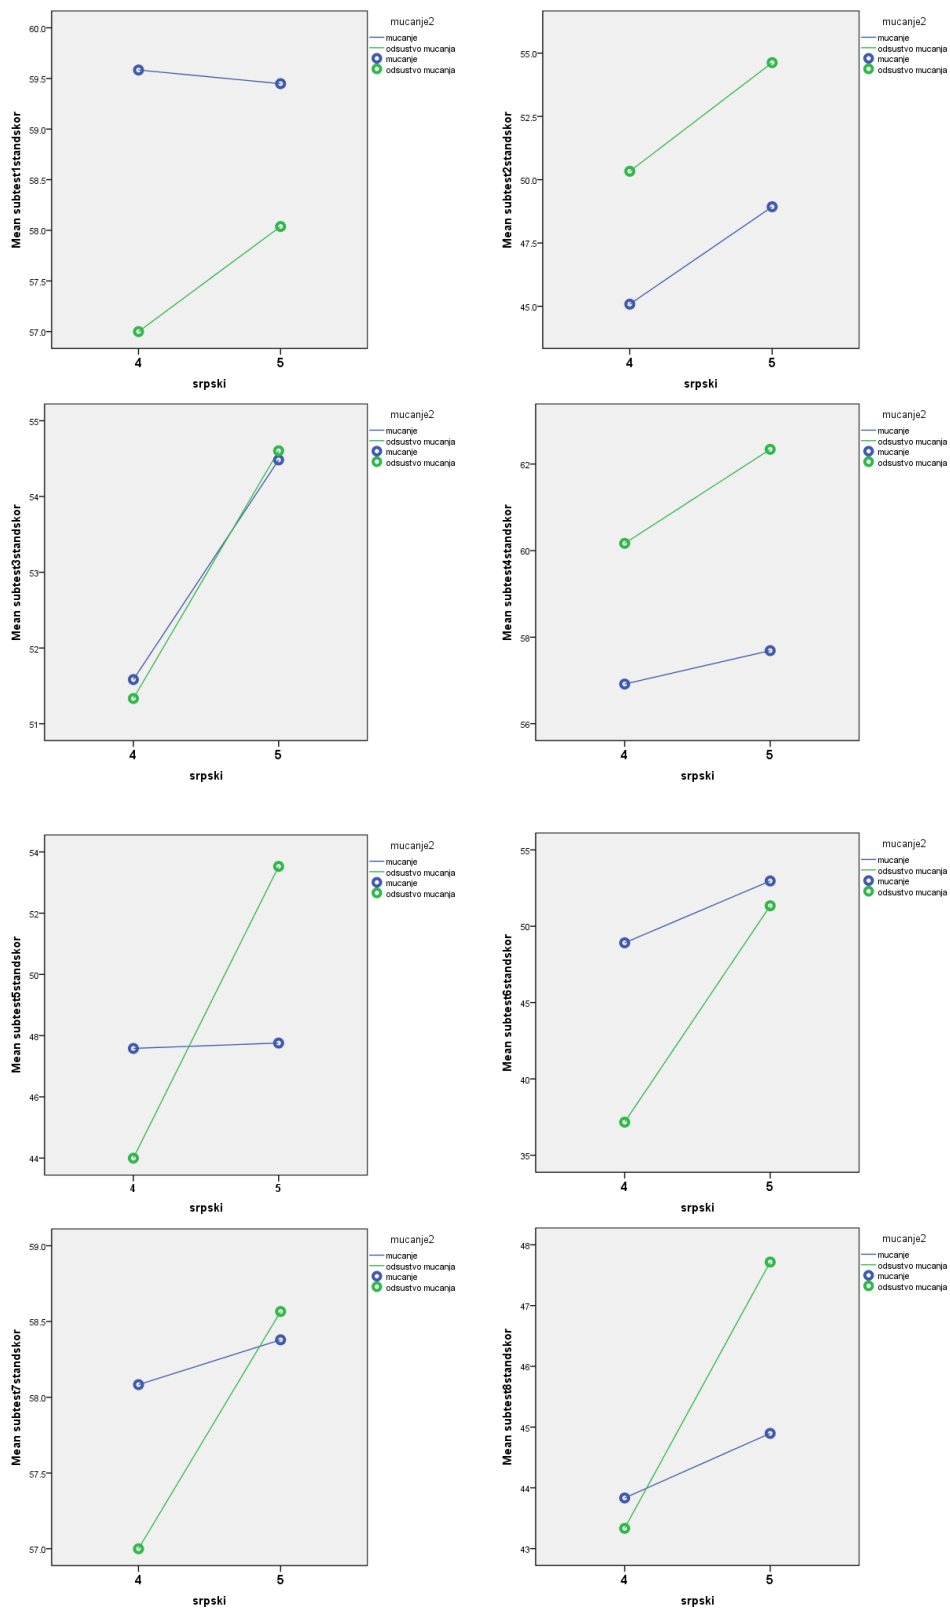 mucanje2
mucanje
odsustvo mucanja
mucanje
odsustvo mucanja
60.0
59.5
59.0
58.5
58.0
57.5
57.0
Mean subtest1standskor
4 5
srpski
mucanje2
mucanje
odsustvo mucanja
mucanje
odsustvo mucanja
55.0
52.5
50.0
47.5
45.0
Mean subtest2standskor
4 5
srpski
mucanje2
mucanje
odsustvo mucanja
mucanje
odsustvo mucanja
55
54
53
52
51
Mean subtest3standskor
4 5
srpski
mucanje2
mucanje
odsustvo mucanja
mucanje
odsustvo mucanja
62
60
58
56
Mean subtest4standskor
4 5
srpski
mucanje2
mucanje
odsustvo mucanja
mucanje
odsustvo mucanja
54
52
50
48
46
44
Mean subtest5standskor
4 5
srpski
mucanje2
mucanje
odsustvo mucanja
mucanje
odsustvo mucanja
55
50
45
40
35
Mean subtest6standskor
4 5
srpski
mucanje2
mucanje
odsustvo mucanja
mucanje
odsustvo mucanja
59.0
58.5
58.0
57.5
57.0
Mean subtest7standskor
4 5
srpski
mucanje2
mucanje
odsustvo mucanja
mucanje
odsustvo mucanja
48
47
46
45
44
43
Mean subtest8standskor
4 5
srpski